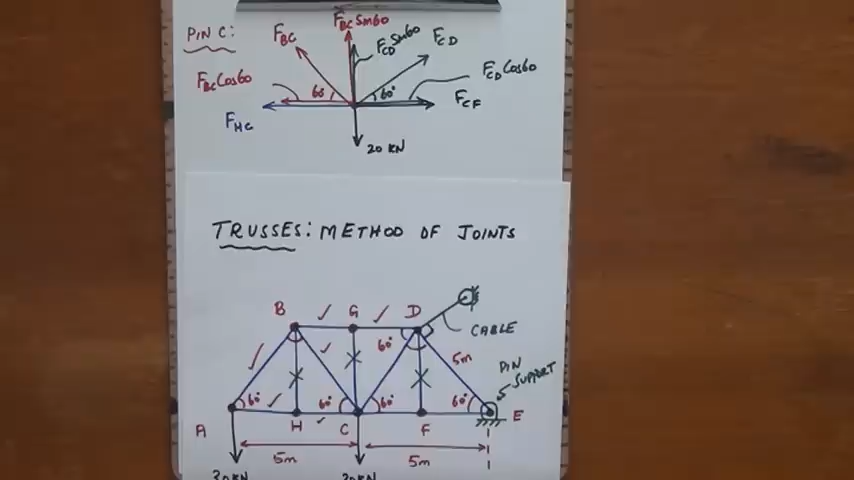 PIN C:
F_BC Sin60
F_BC
F_CD Sin60
F_CD
F_BC Cos60
60
60°
F_CD Cos60
F_HC
F_CF
20 KN
TRUSSES: METHOD OF JOINTS
B
G
D
CABLE
60°
5m
PIN
SUPPORT
60°
60°
60°
60°
A
H
C
F
E
5m
5m
20KN